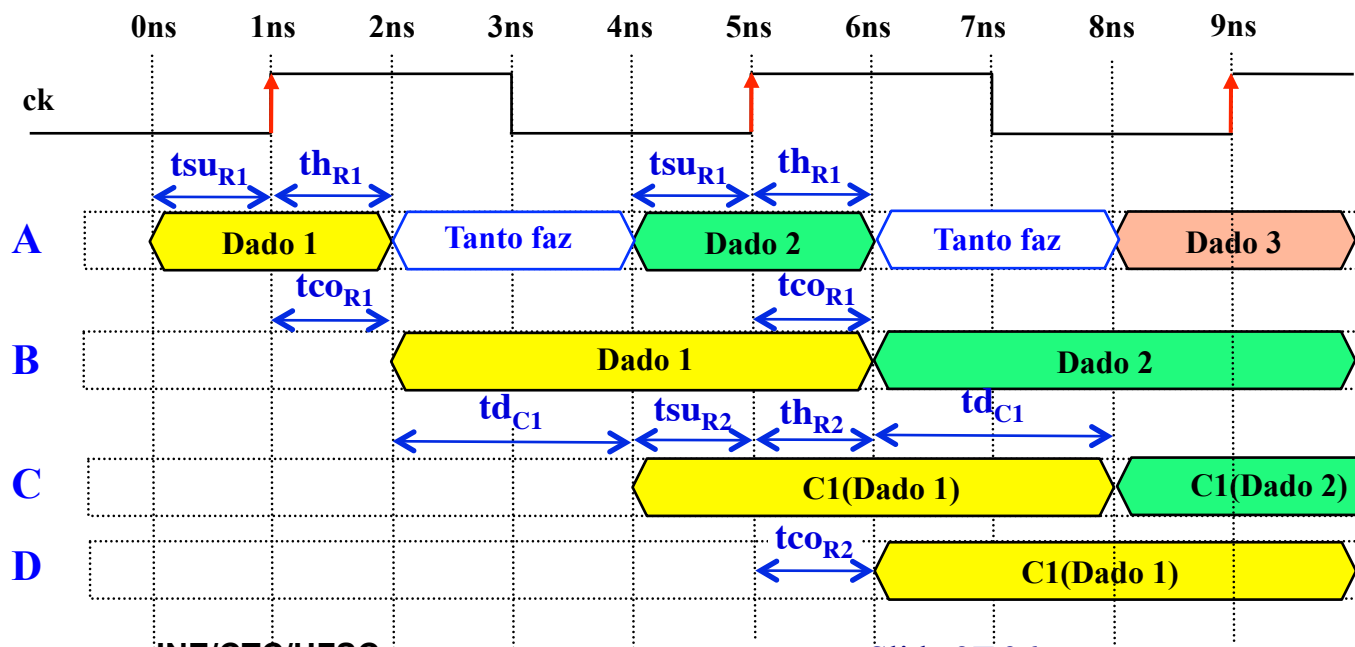 0ns 1ns 2ns 3ns 4ns 5ns 6ns 7ns 8ns 9ns
ck
tsuR1 thR1 tsuR1 thR1
A Dado 1 Tanto faz Dado 2 Tanto faz Dado 3
tcoR1 tcoR1
B Dado 1 Dado 2
tdC1 tsuR2 thR2 tdC1
C C1(Dado 1) C1(Dado 2)
tcoR2
D C1(Dado 1)